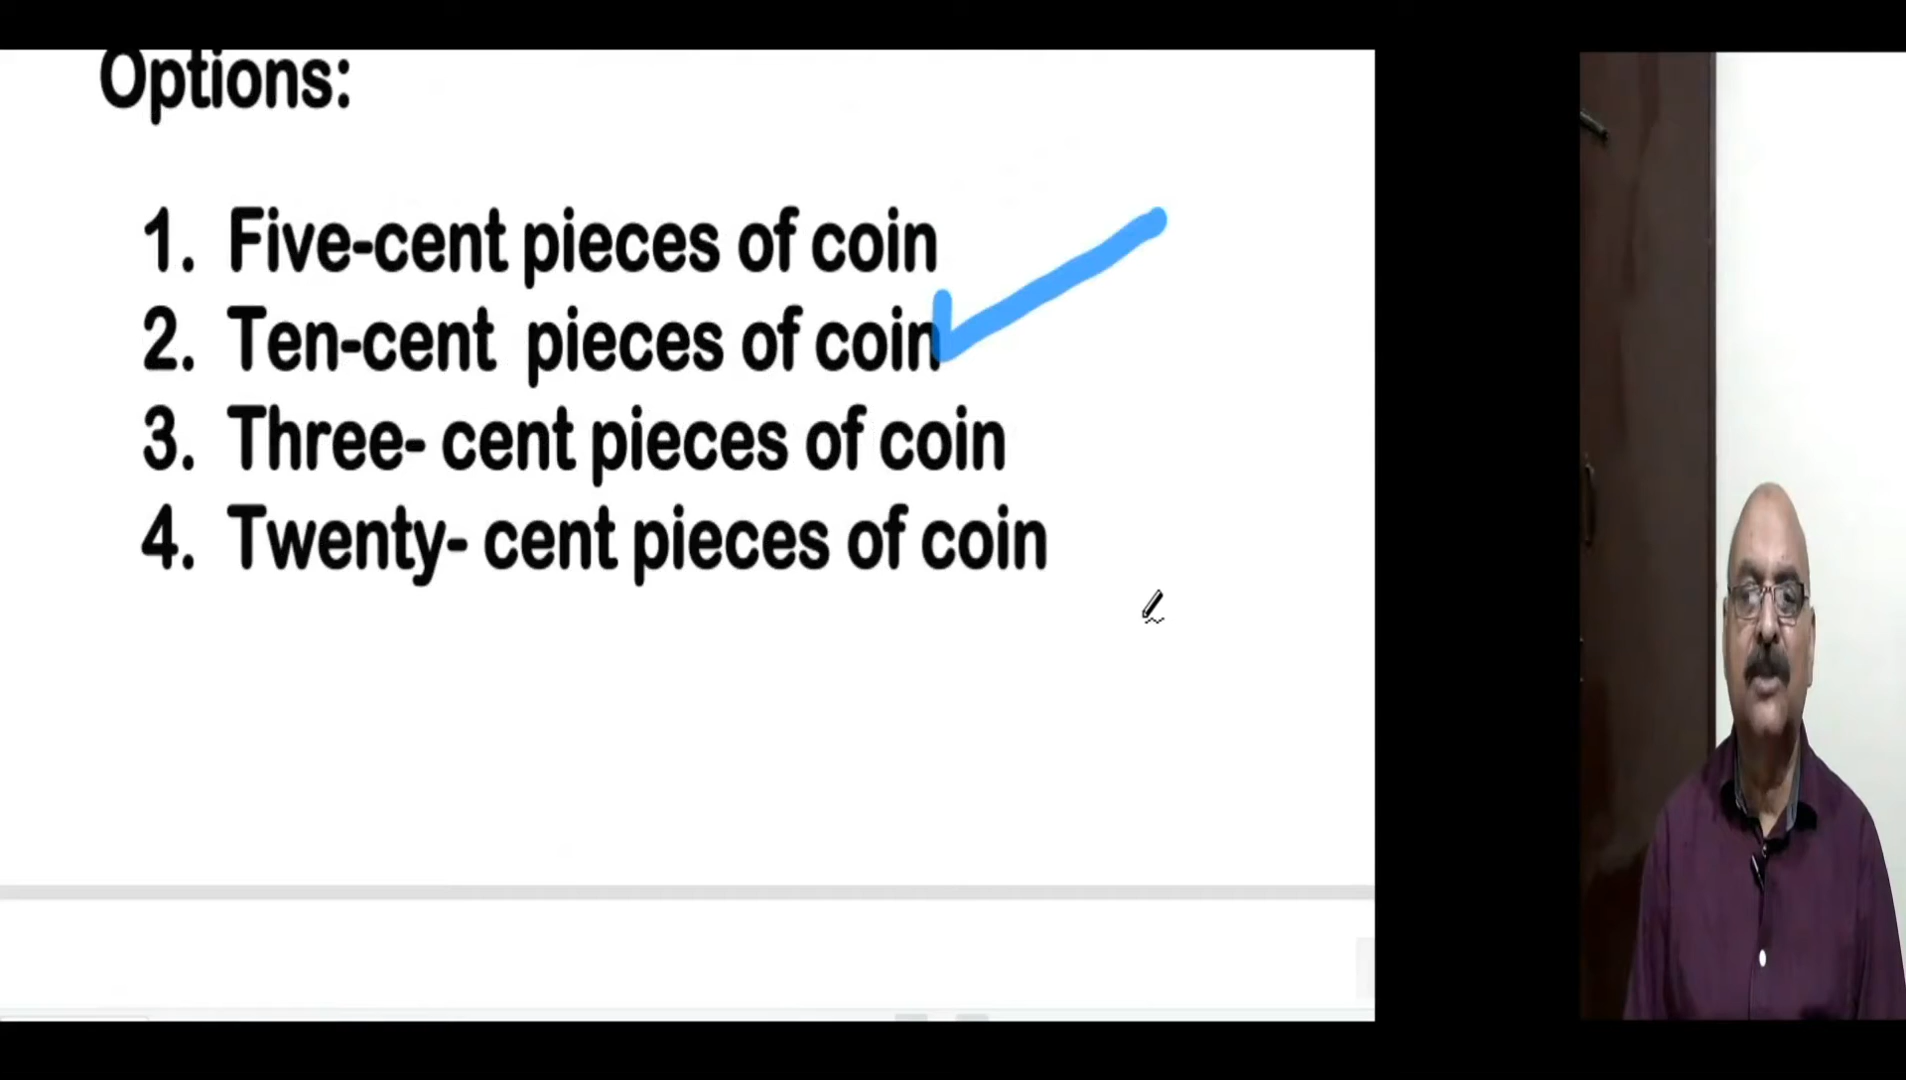 Options:
1. Five-cent pieces of coin
2. Ten-cent pieces of coin
3. Three- cent pieces of coin
4. Twenty- cent pieces of coin